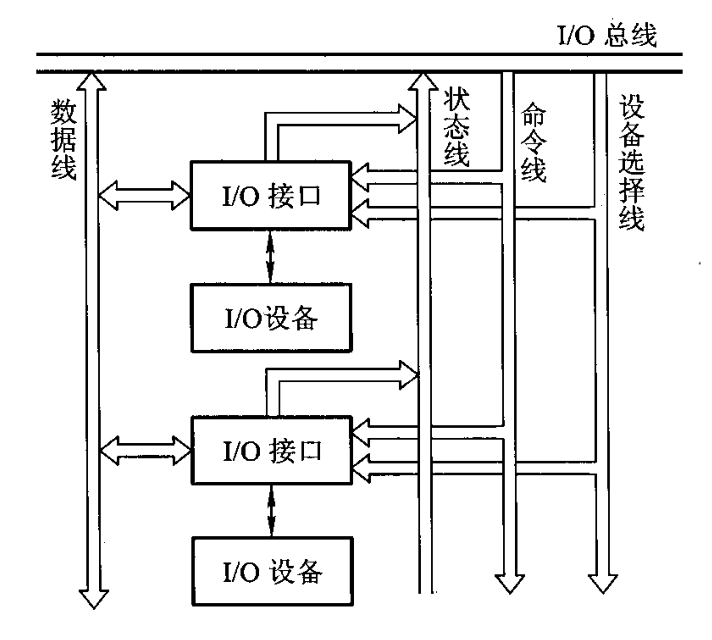 I/O 总线
数据线
状态线
命令线
设备选择线
I/O 接口
I/O设备
I/O 接口
I/O 设备